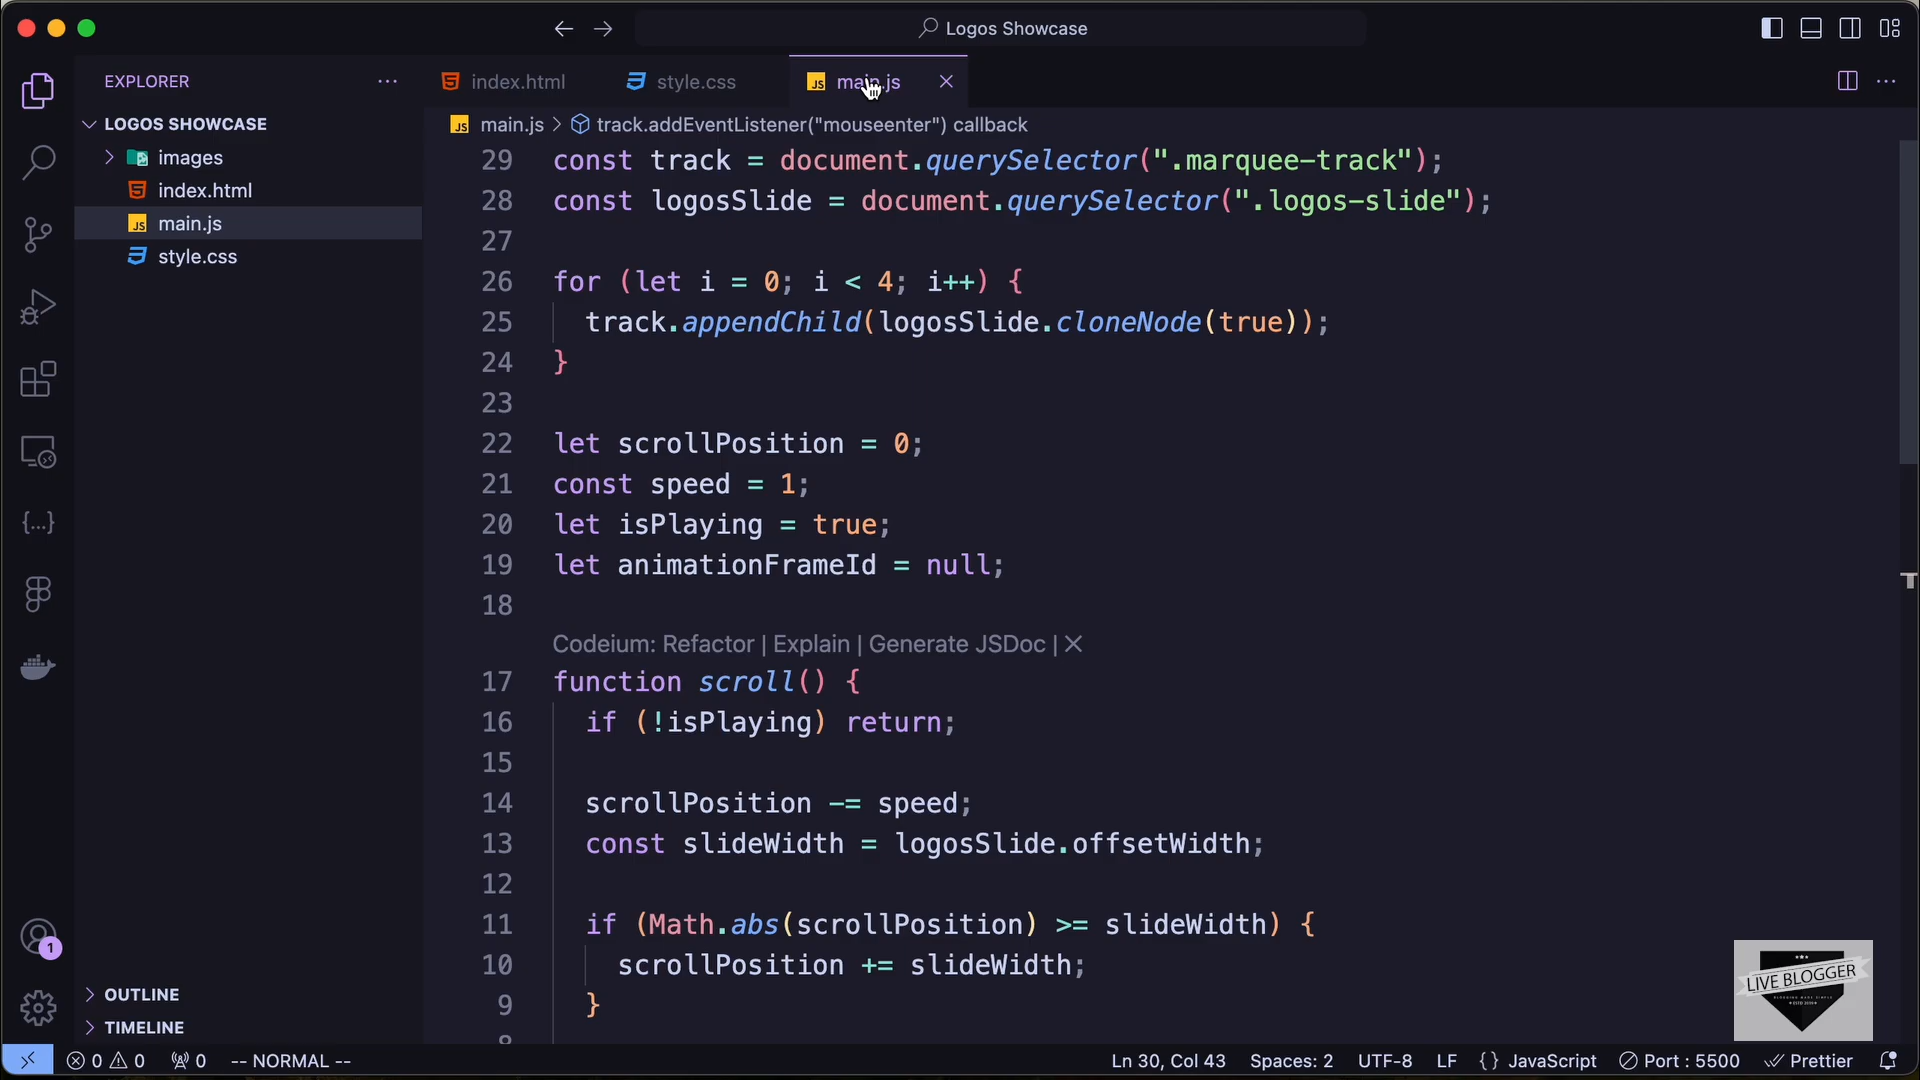 Logos Showcase
EXPLORER
index.html
style.css
main.js
LOGOS SHOWCASE
images
index.html
main.js
style.css
main.js > track.addEventListener("mouseenter") callback
29 const track = document.querySelector(".marquee-track");
28 const logosSlide = document.querySelector(".logos-slide");
27
26 for (let i = 0; i < 4; i++) {
25 track.appendChild(logosSlide.cloneNode(true));
24 }
23
22 let scrollPosition = 0;
21 const speed = 1;
20 let isPlaying = true;
19 let animationFrameId = null;
18
Codeium: Refactor | Explain | Generate JSDoc | ×
17 function scroll() {
16 if (!isPlaying) return;
15
14 scrollPosition -= speed;
13 const slideWidth = logosSlide.offsetWidth;
12
11 if (Math.abs(scrollPosition) >= slideWidth) {
10 scrollPosition += slideWidth;
9 }
8
1
OUTLINE
TIMELINE
LIVE BLOGGER
0 0 0 -- NORMAL -- Ln 30, Col 43 Spaces: 2 UTF-8 LF {} JavaScript Port : 5500 Prettier